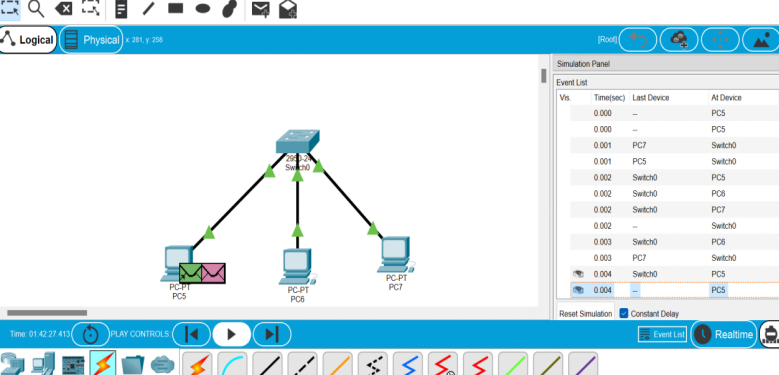 Logical Physical x: 281, y: 256 [Root]
Simulation Panel
Event List
Vis. Time(sec) Last Device At Device
0.000 -- PC5
0.000 -- PC5
0.001 PC7 Switch0
0.001 PC5 Switch0
0.002 Switch0 PC5
0.002 Switch0 PC6
0.002 Switch0 PC7
0.002 -- Switch0
0.003 Switch0 PC6
0.003 PC7 Switch0
0.004 Switch0 PC5
0.004 -- PC5
2950-24
Switch0
PC-PT
PC5
PC-PT
PC6
PC-PT
PC7
Reset Simulation Constant Delay
Time: 01:42:27.413 PLAY CONTROLS: Event List Realtime